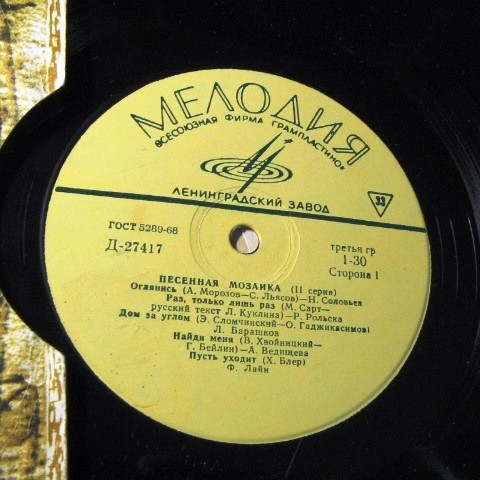 МЕЛОДИЯ
ВСЕСОЮЗНАЯ ФИРМА ГРАМПЛАСТИНОК
ЛЕНИНГРАДСКИЙ ЗАВОД
33
ГОСТ 5289-68
Д-27417
третья гр
1-30
Сторона 1
ПЕСЕННАЯ МОЗАИКА (11 серия)
Оглянись (А. Морозов—С. Льясов)—Н. Соловьев
Раз, только лишь раз (М. Сарт—
русский текст Л. Куклина)—Р. Рольска
Дом за углом (Э. Сломчинский—О. Гаджикасимов)
Л. Барашков
Найди меня (В. Хвойницкий—
Г. Бейлин)—А. Ведищева
Пусть уходит (Х. Блер)
Ф. Лайн